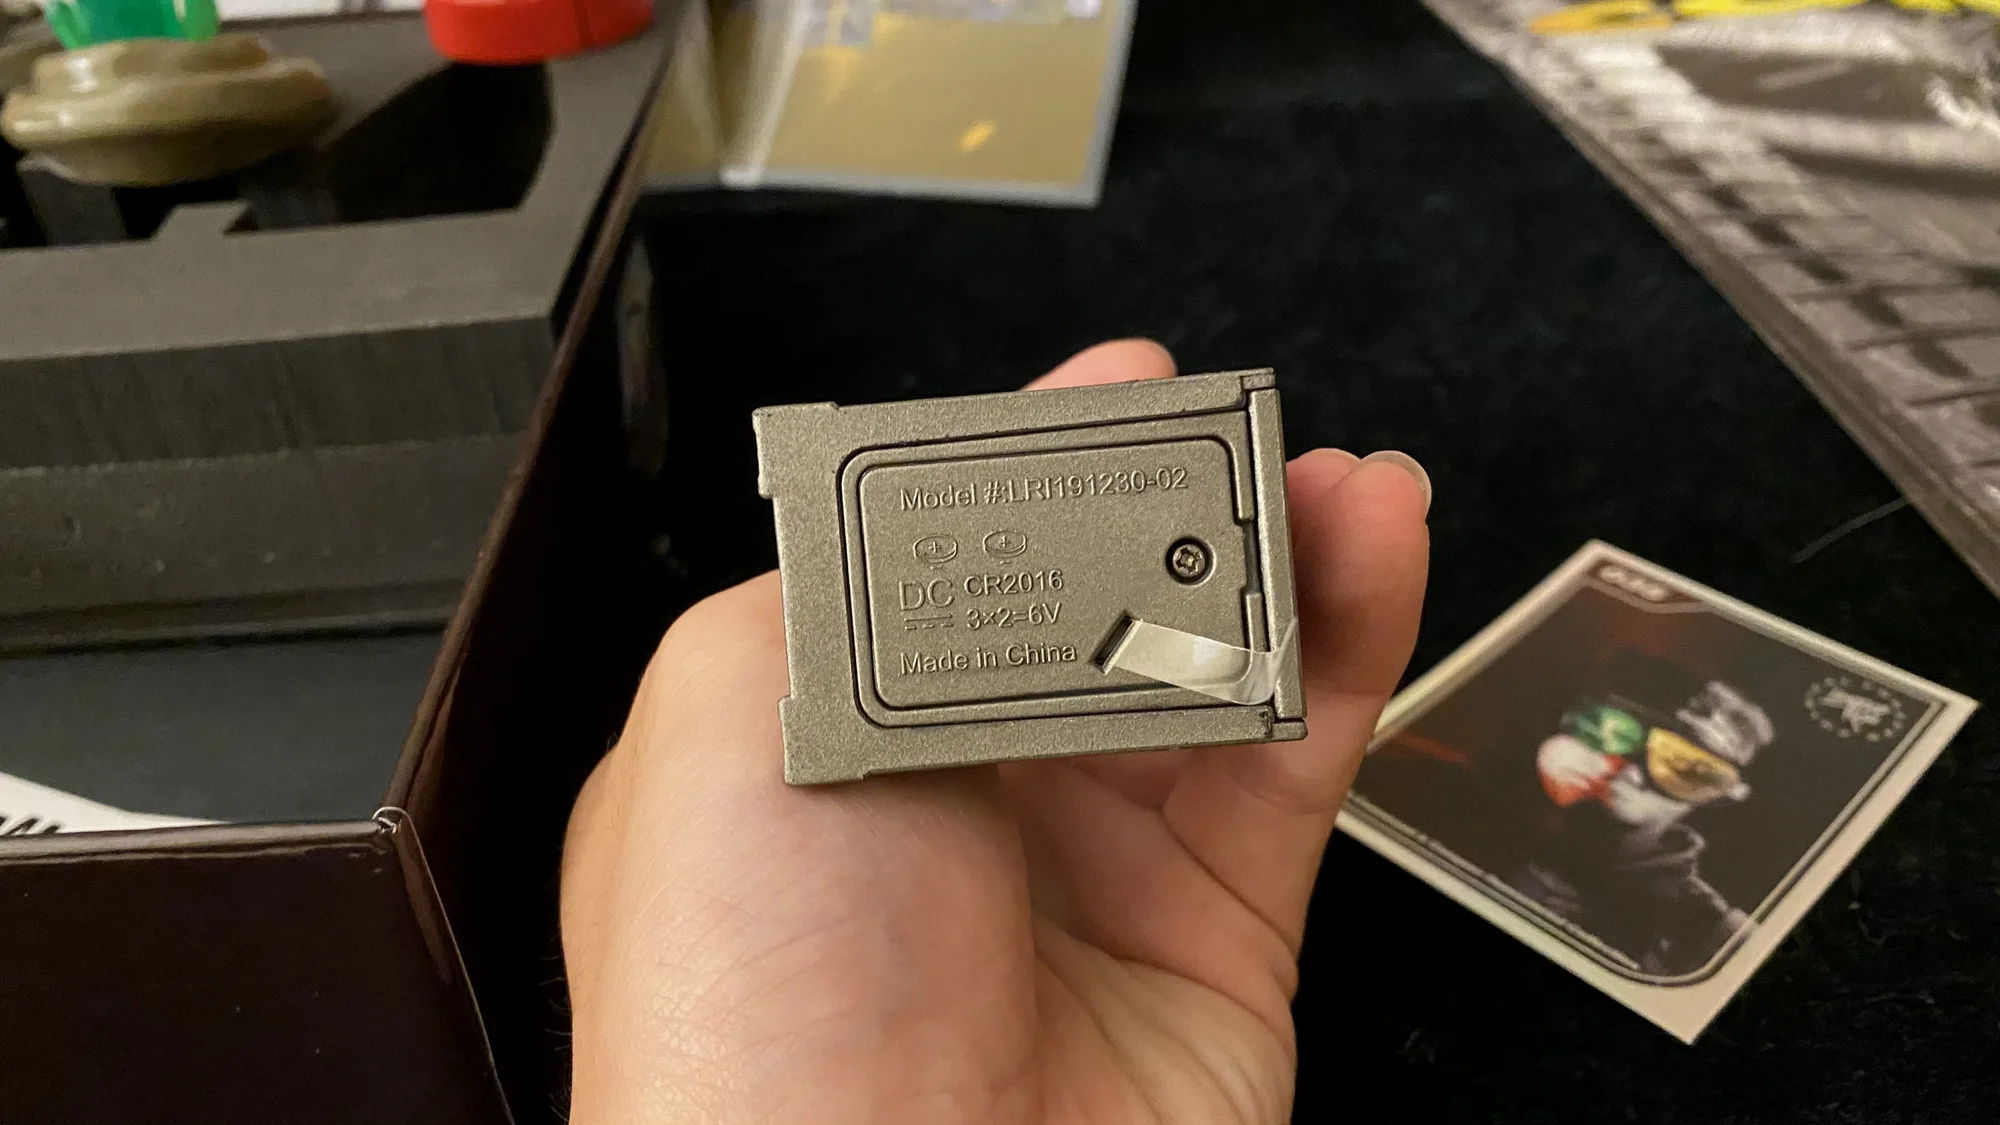 Model #:LRI191230-02
DC CR2016
3×2=6V
Made in China